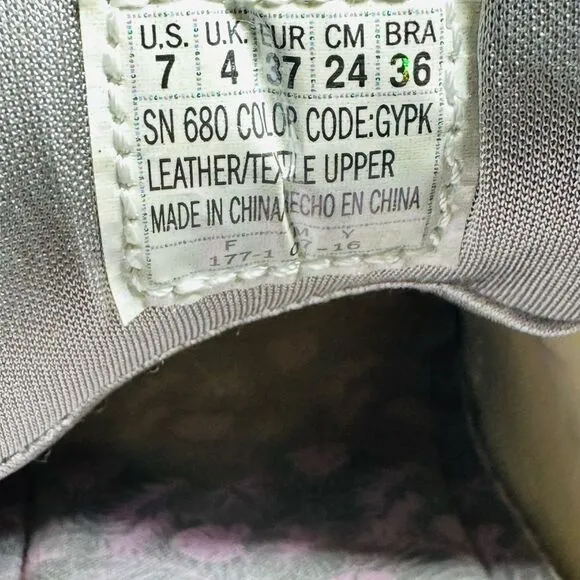 U.S. U.K. EUR CM BRA
7 4 37 24 36
SN 680 COLOR CODE:GYPK
LEATHER/TEXTILE UPPER
MADE IN CHINA/HECHO EN CHINA
F M Y
177-1 07-16